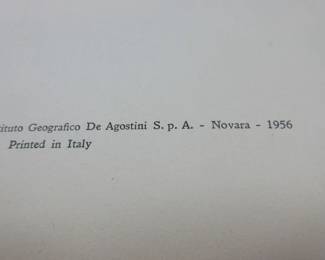 tituto Geografico De Agostini S. p. A. - Novara - 1956
Printed in Italy